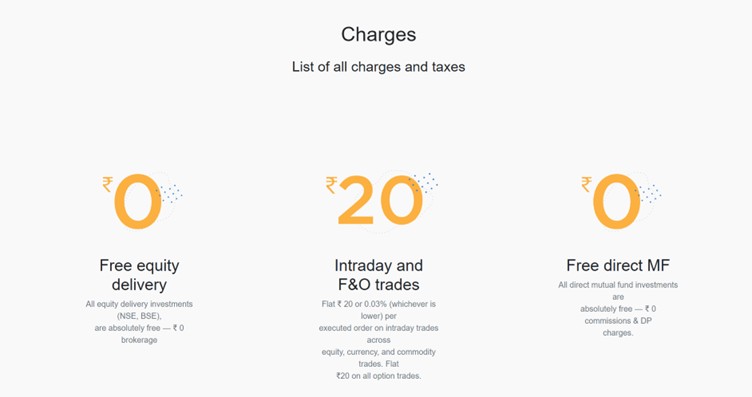 Charges
List of all charges and taxes
₹0
Free equity
delivery
All equity delivery investments
(NSE, BSE),
are absolutely free — ₹ 0
brokerage
₹20
Intraday and
F&O trades
Flat ₹ 20 or 0.03% (whichever is
lower) per
executed order on intraday trades
across
equity, currency, and commodity
trades. Flat
₹20 on all option trades.
₹0
Free direct MF
All direct mutual fund investments
are
absolutely free — ₹ 0
commissions & DP
charges.